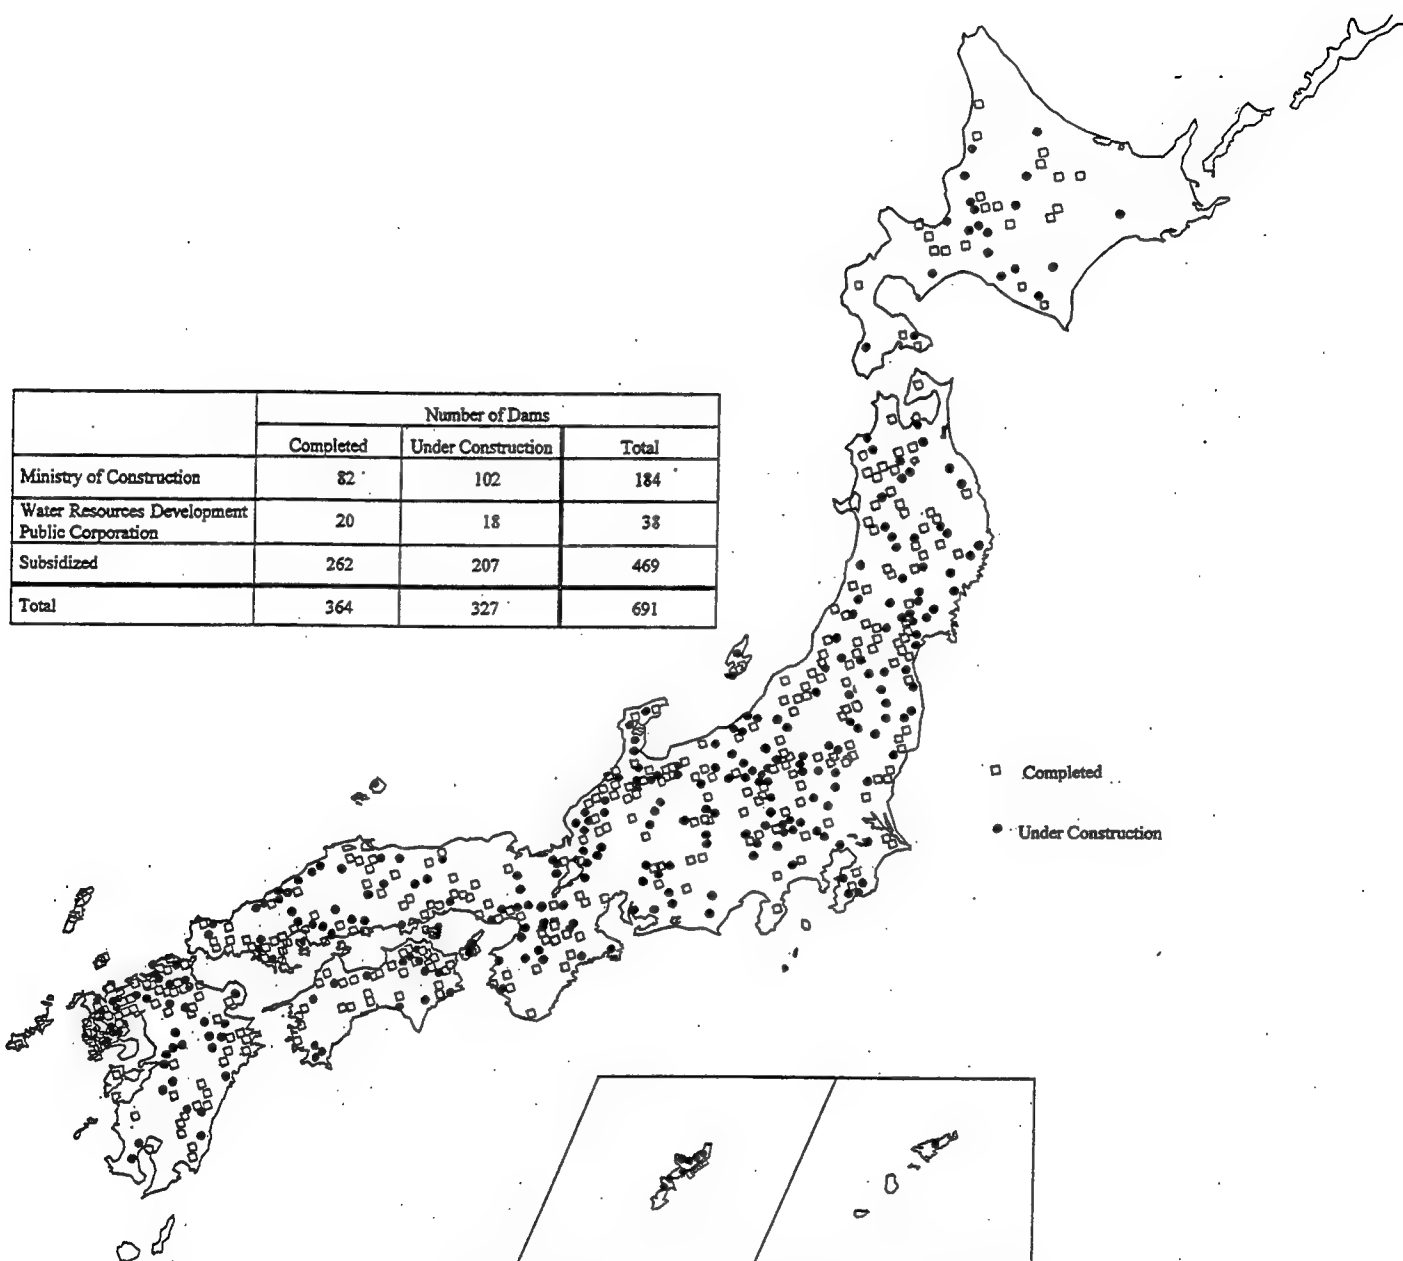 Number of Dams
Completed Under Construction Total
Ministry of Construction 82 102 184
Water Resources Development
Public Corporation 20 18 38
Subsidized 262 207 469
Total 364 327 691
Completed
Under Construction